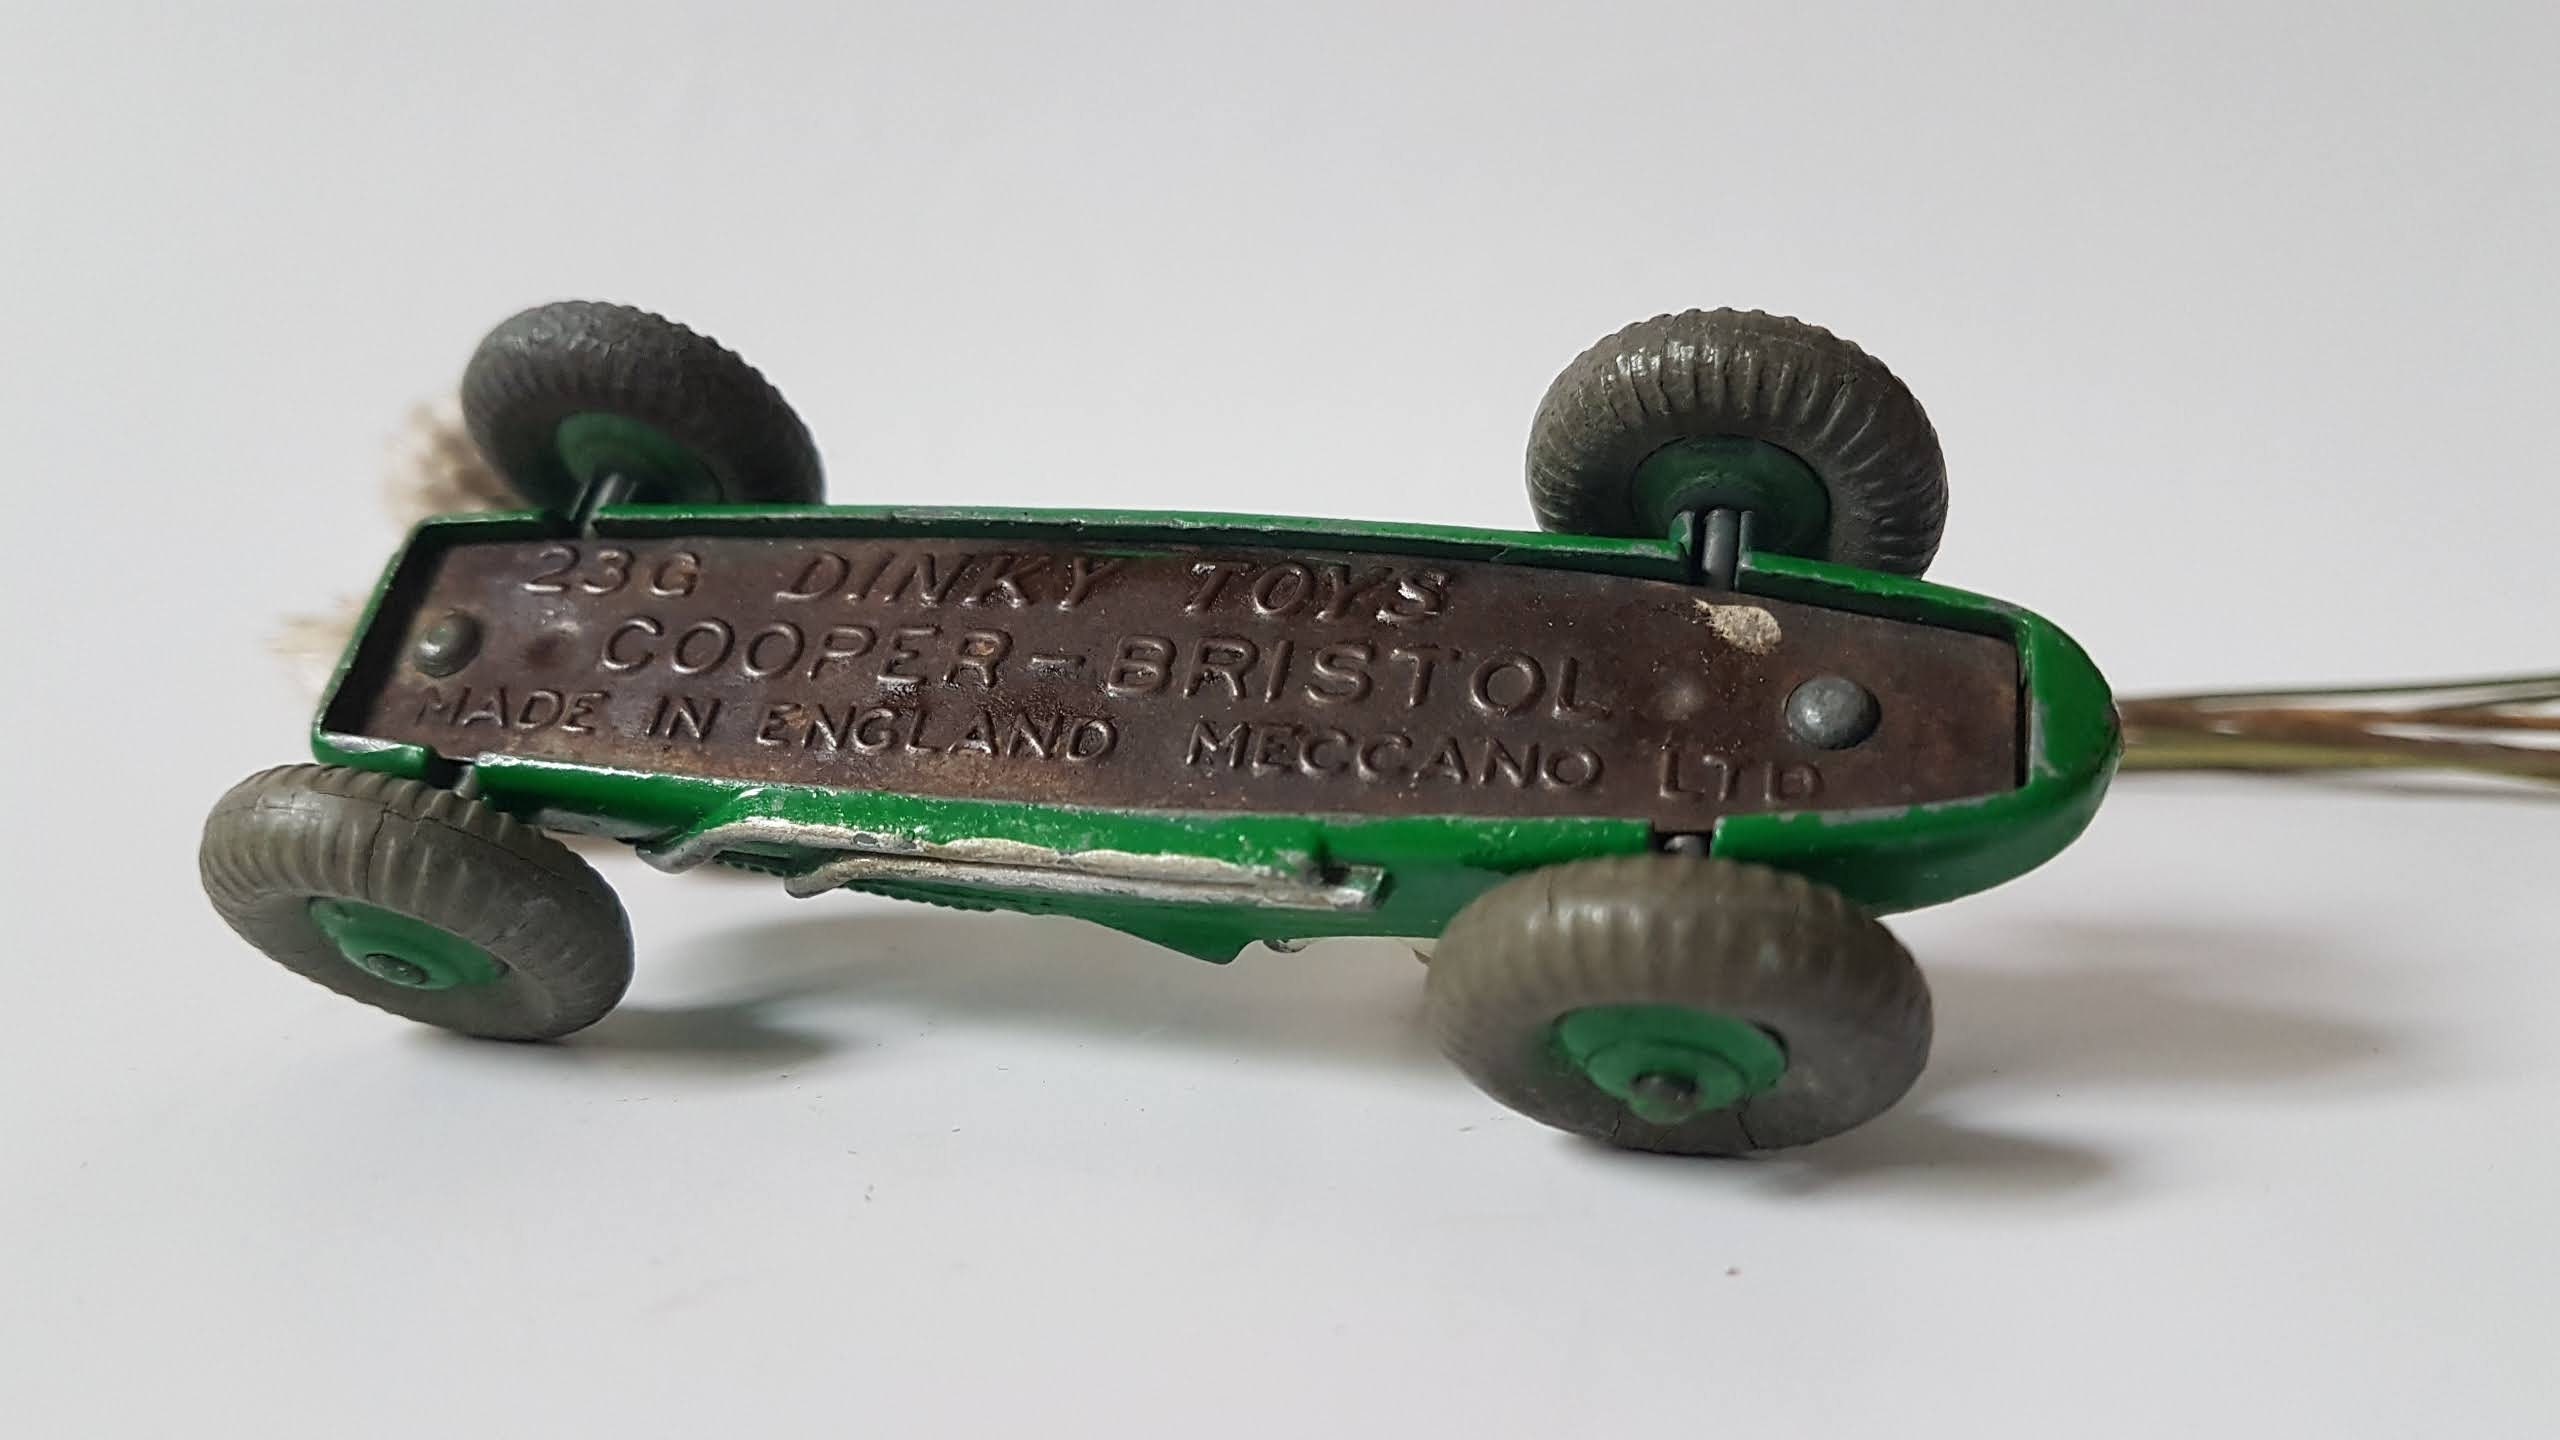 23G DINKY TOYS
COOPER-BRISTOL
MADE IN ENGLAND MECCANO LTD